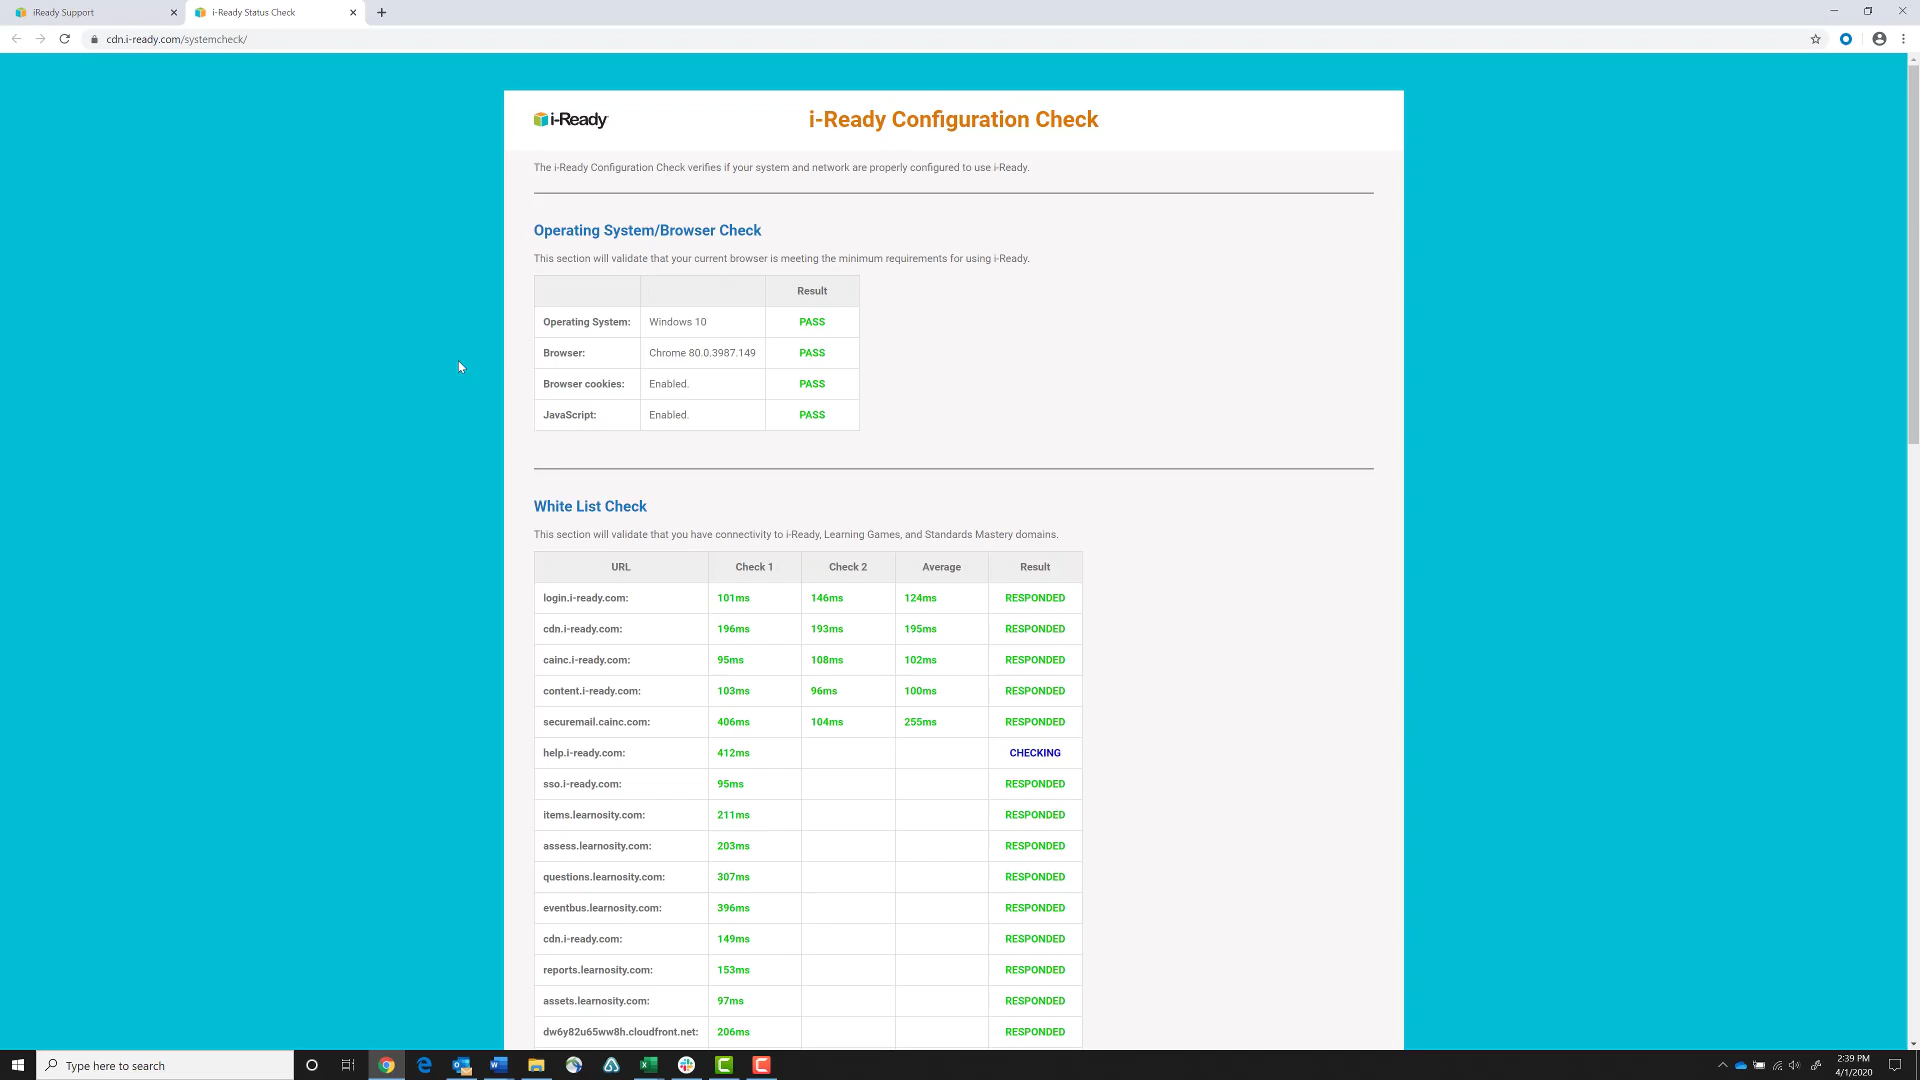 iReady Support
i-Ready Status Check
cdn.i-ready.com/systemcheck/
i-Ready
i-Ready Configuration Check
The i-Ready Configuration Check verifies if your system and network are properly configured to use i-Ready.
Operating System/Browser Check
This section will validate that your current browser is meeting the minimum requirements for using i-Ready.
Result
Operating System: Windows 10 PASS
Browser: Chrome 80.0.3987.149 PASS
Browser cookies: Enabled. PASS
JavaScript: Enabled. PASS
White List Check
This section will validate that you have connectivity to i-Ready, Learning Games, and Standards Mastery domains.
URL Check 1 Check 2 Average Result
login.i-ready.com: 101ms 146ms 124ms RESPONDED
cdn.i-ready.com: 196ms 193ms 195ms RESPONDED
cainc.i-ready.com: 95ms 108ms 102ms RESPONDED
content.i-ready.com: 103ms 96ms 100ms RESPONDED
securemail.cainc.com: 406ms 104ms 255ms RESPONDED
help.i-ready.com: 412ms CHECKING
sso.i-ready.com: 95ms RESPONDED
items.learnosity.com: 211ms RESPONDED
assess.learnosity.com: 203ms RESPONDED
questions.learnosity.com: 307ms RESPONDED
eventbus.learnosity.com: 396ms RESPONDED
cdn.i-ready.com: 149ms RESPONDED
reports.learnosity.com: 153ms RESPONDED
assets.learnosity.com: 97ms RESPONDED
dw6y82u65ww8h.cloudfront.net: 206ms RESPONDED
Type here to search
2:39 PM
4/1/2020